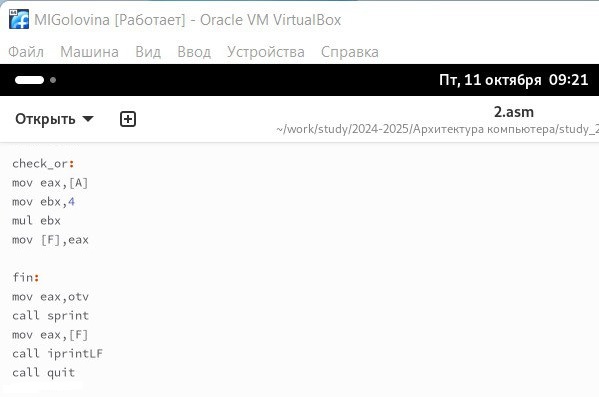 MIGolovina [Работает] - Oracle VM VirtualBox
Файл Машина Вид Ввод Устройства Справка
Пт, 11 октября 09:21
Открыть
2.asm
~/work/study/2024-2025/Архитектура компьютера/study_2
check_or:
mov eax,[A]
mov ebx,4
mul ebx
mov [F],eax
fin:
mov eax,otv
call sprint
mov eax,[F]
call iprintLF
call quit